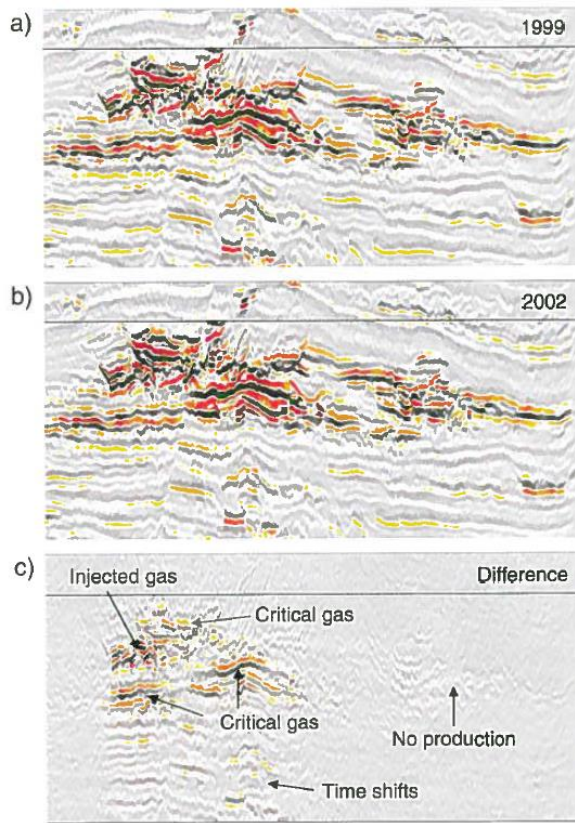 a)
1999
b)
2002
c)
Difference
Injected gas
Critical gas
Critical gas
No production
Time shifts